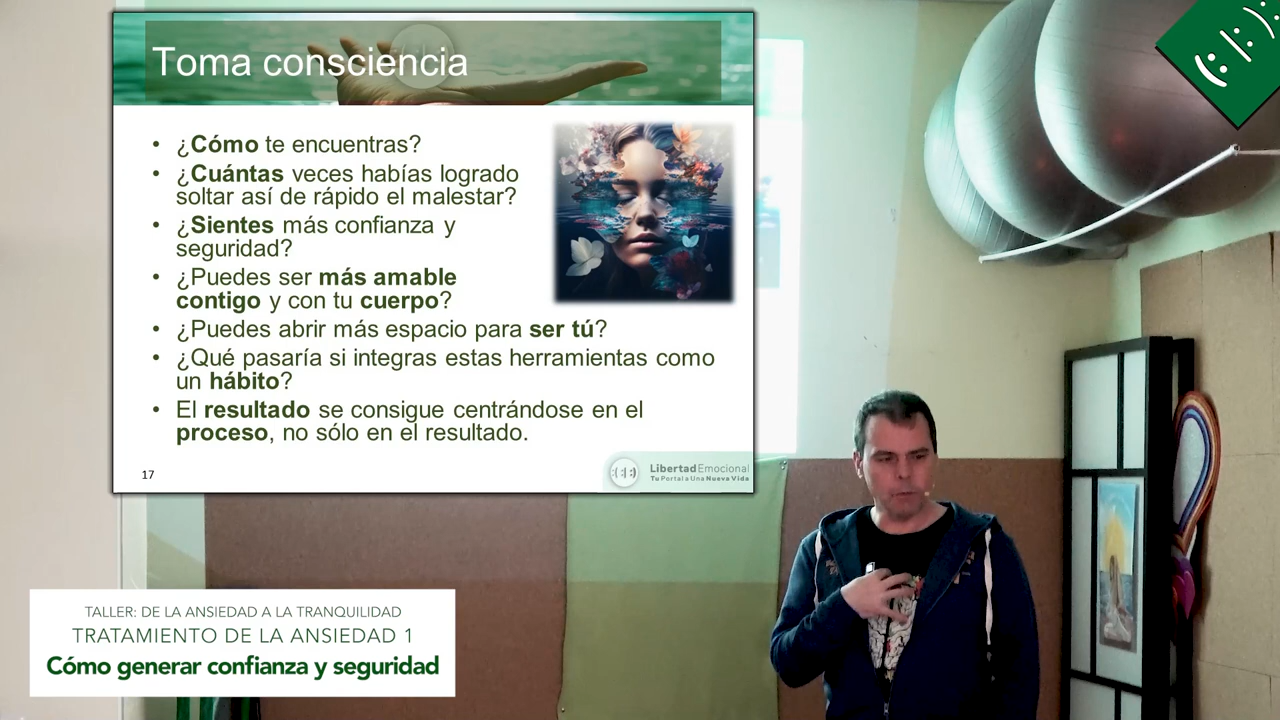 Toma consciencia
• ¿Cómo te encuentras?
• ¿Cuántas veces habías logrado
soltar así de rápido el malestar?
• ¿Sientes más confianza y
seguridad?
• ¿Puedes ser más amable
contigo y con tu cuerpo?
• ¿Puedes abrir más espacio para ser tú?
• ¿Qué pasaría si integras estas herramientas como
un hábito?
• El resultado se consigue centrándose en el
proceso, no sólo en el resultado.
17
LibertadEmocional
Tu Portal a Una Nueva Vida
TALLER: DE LA ANSIEDAD A LA TRANQUILIDAD
TRATAMIENTO DE LA ANSIEDAD 1
Cómo generar confianza y seguridad